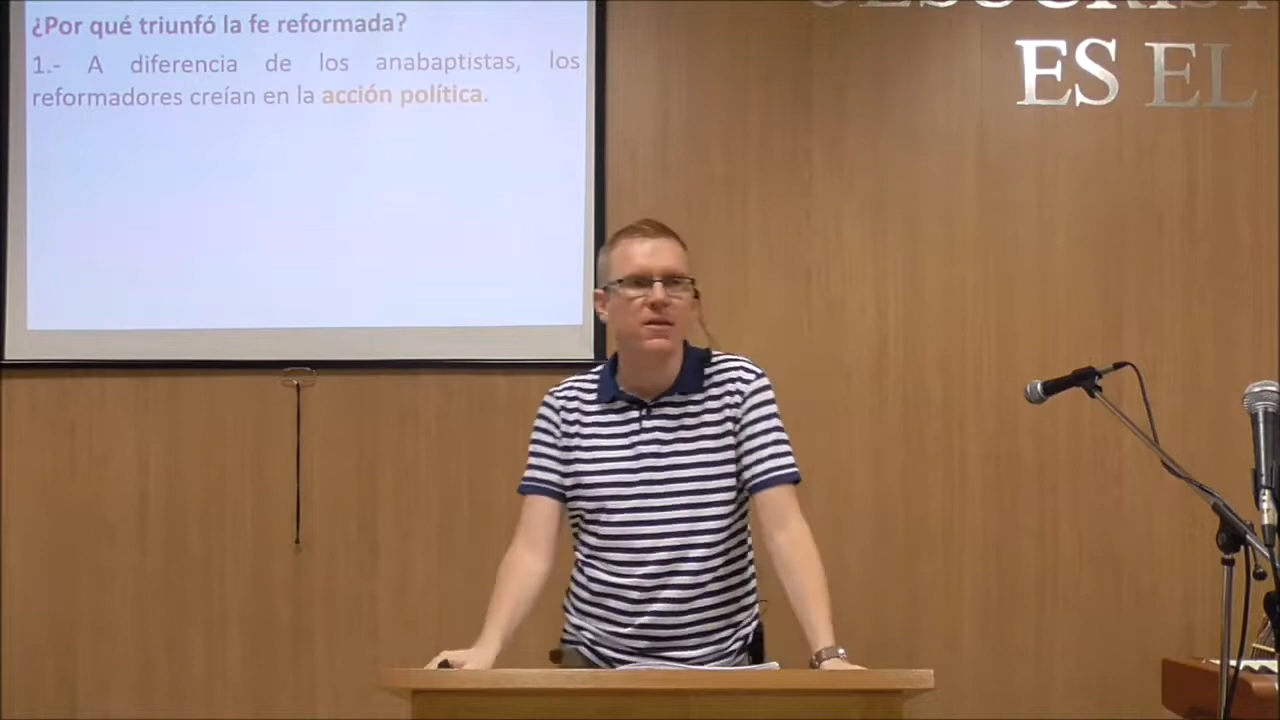 ¿Por qué triunfó la fe reformada?
1.- A diferencia de los anabaptistas, los
reformadores creían en la acción política.
ES EL